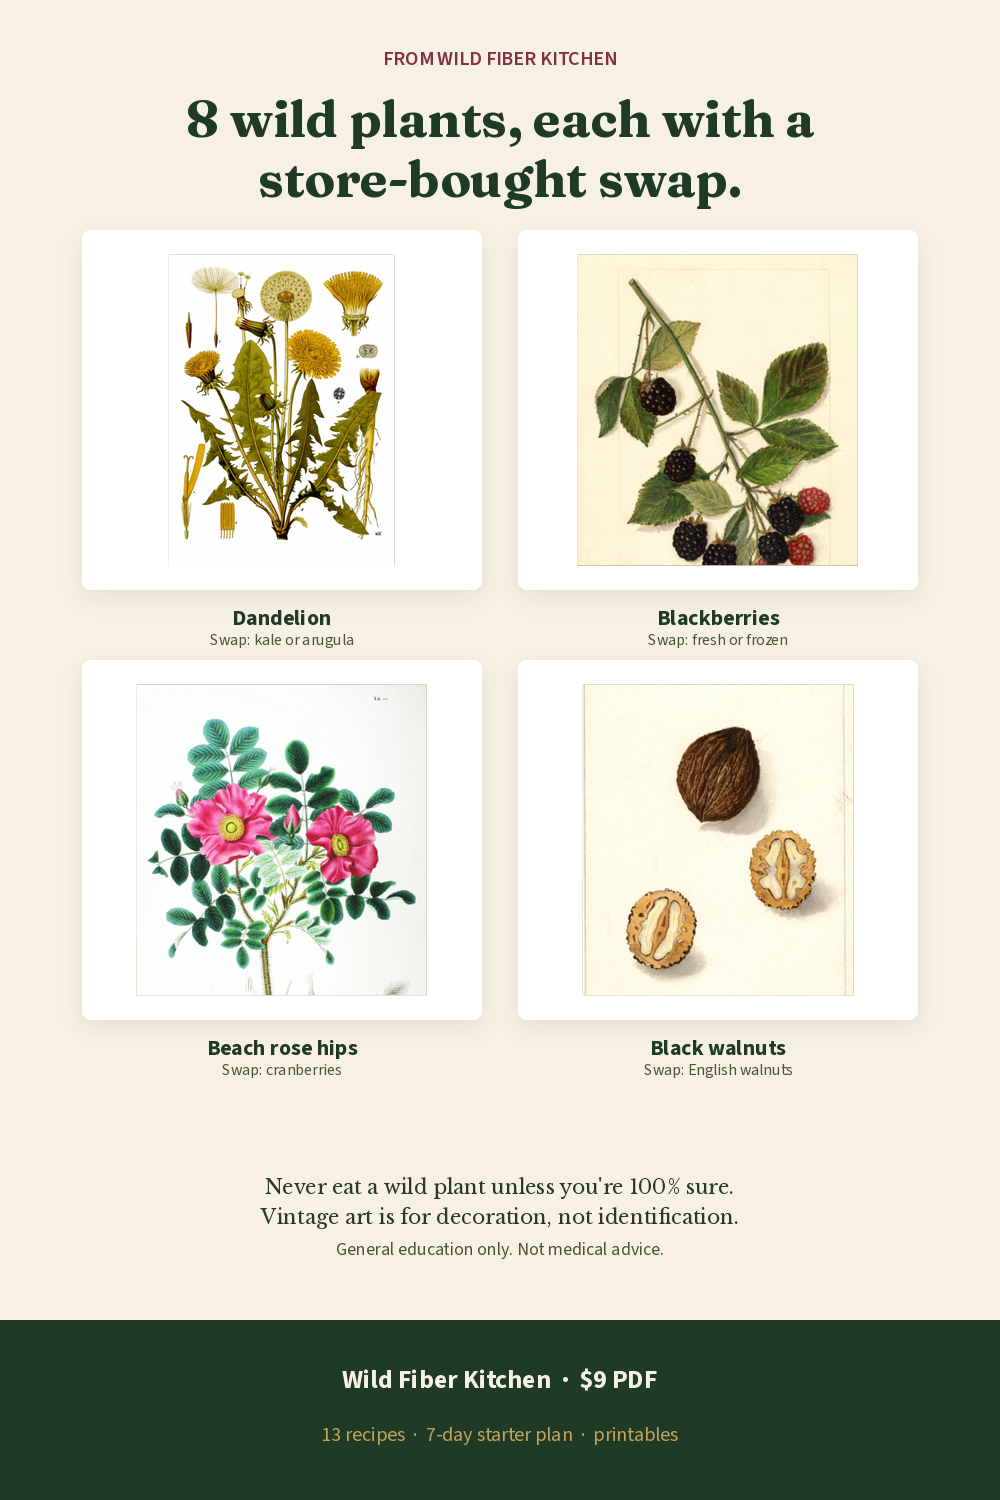 FROM WILD FIBER KITCHEN
8 wild plants, each with a
store-bought swap.
Dandelion
Swap: kale or arugula
Blackberries
Swap: fresh or frozen
Beach rose hips
Swap: cranberries
Black walnuts
Swap: English walnuts
Never eat a wild plant unless you're 100% sure.
Vintage art is for decoration, not identification.
General education only. Not medical advice.
Wild Fiber Kitchen · $9 PDF
13 recipes · 7-day starter plan · printables